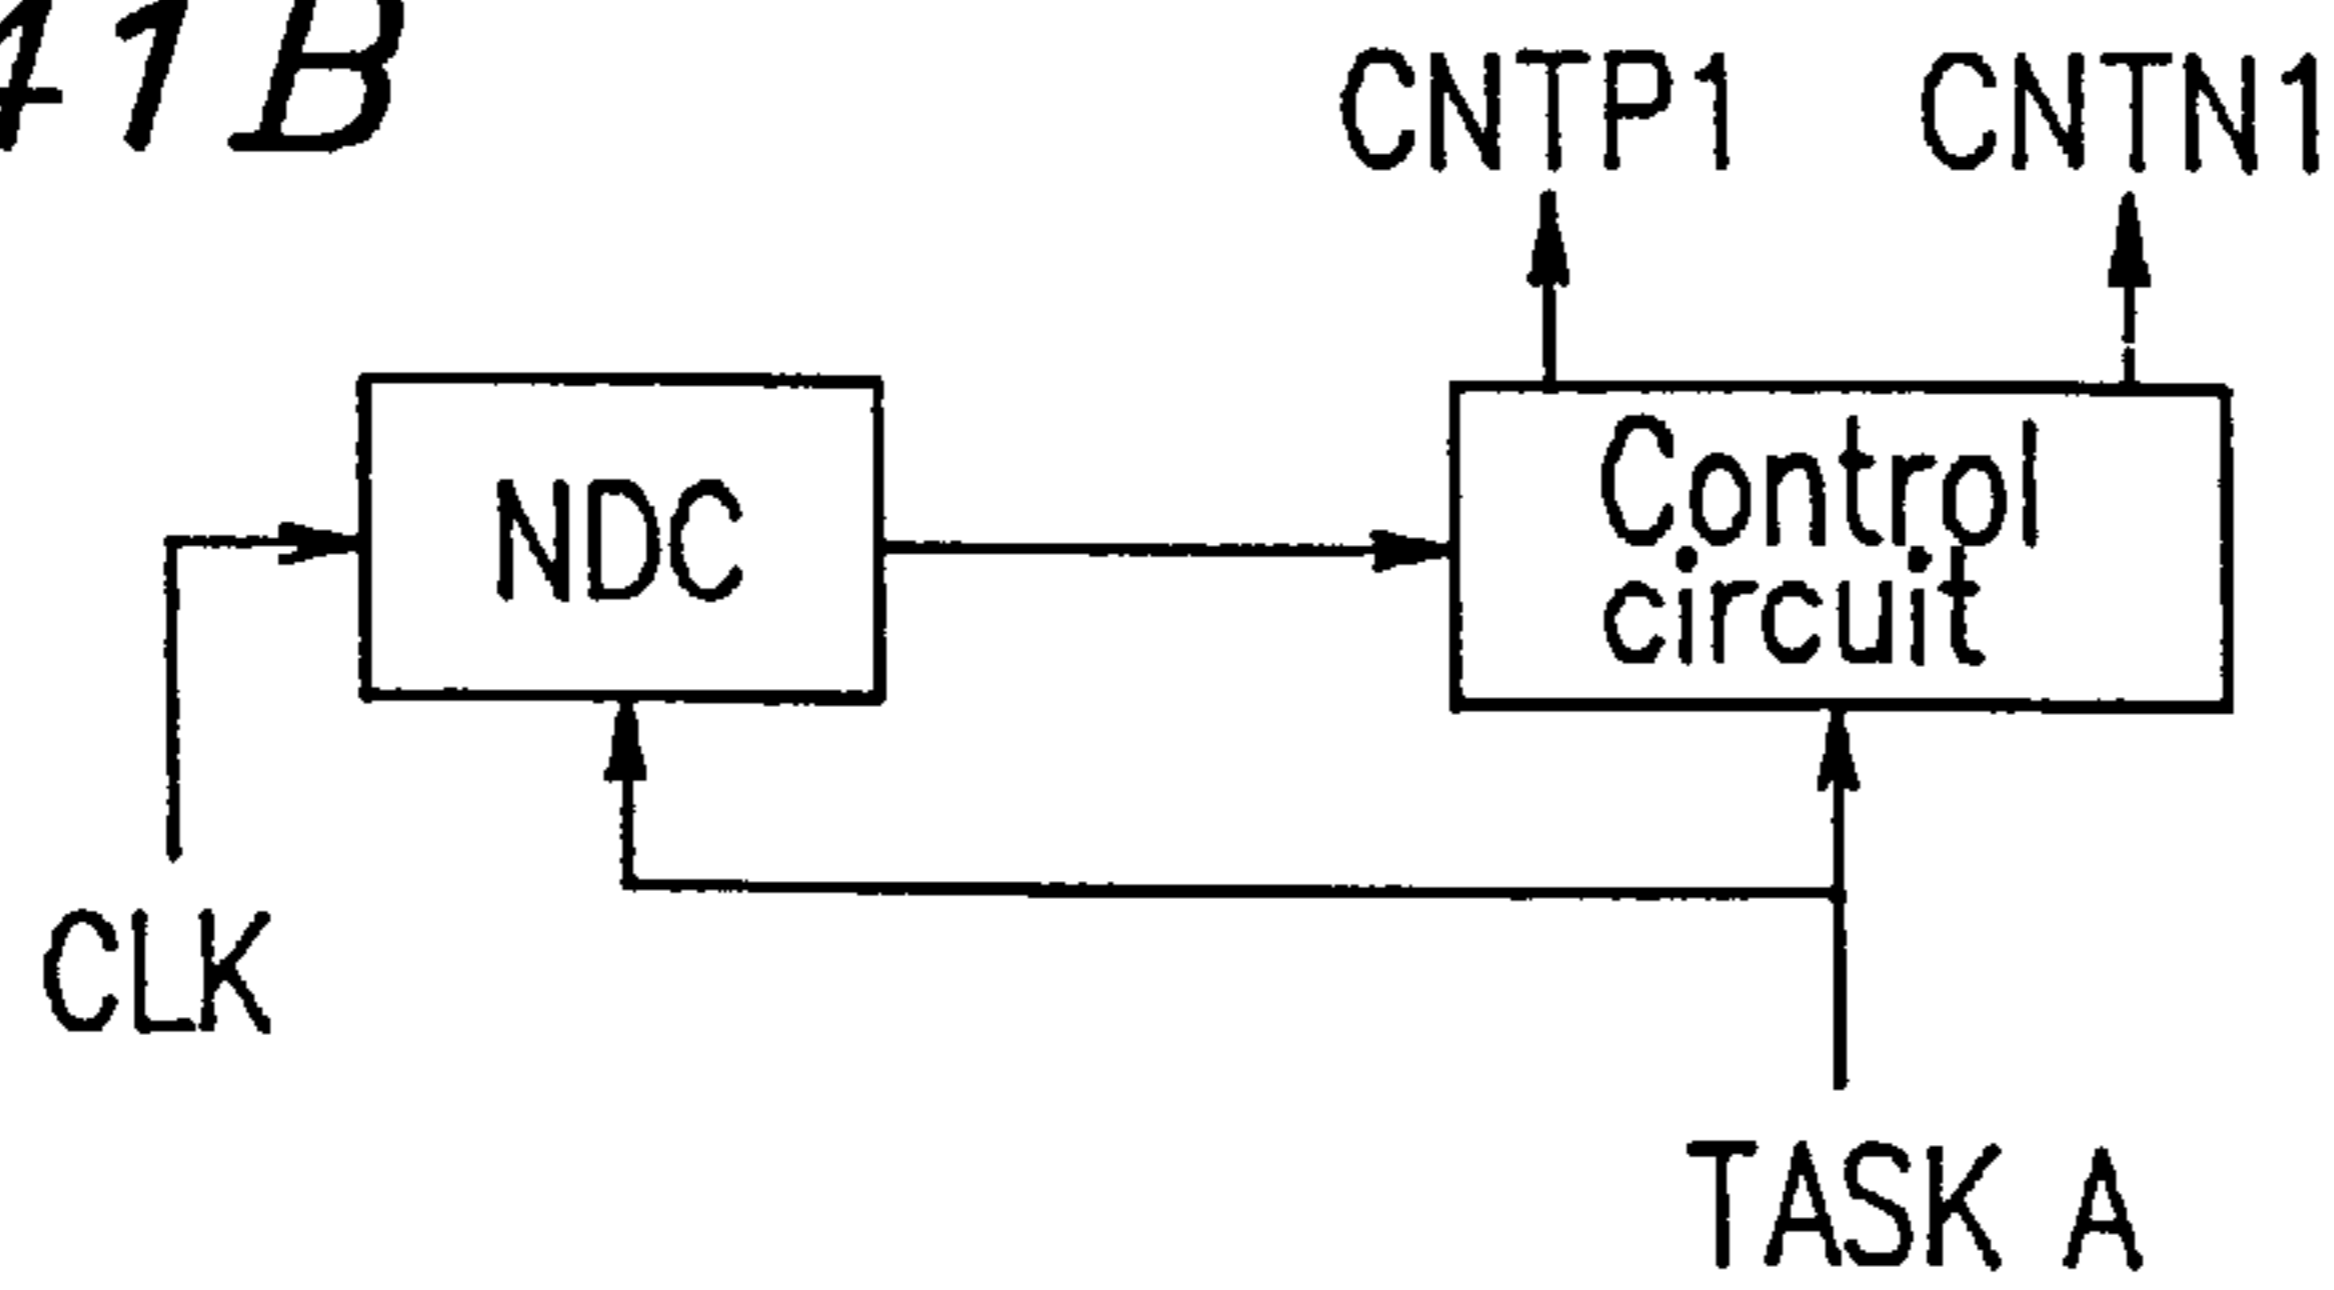 41B
CNTP1 CNTN1
NDC
Control
circuit
CLK
TASK A